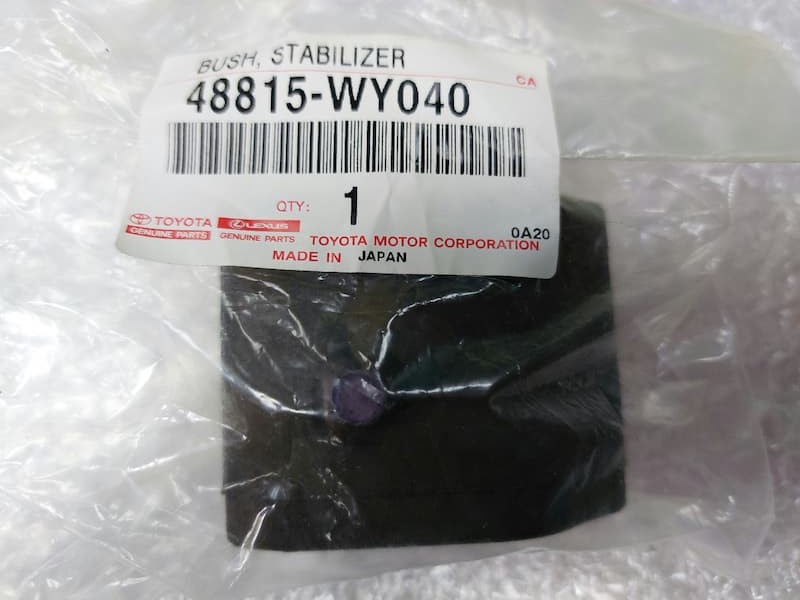 BUSH, STABILIZER
CA
48815-WY040
QTY: 1
0A20
TOYOTA LEXUS
GENUINE PARTS GENUINE PARTS TOYOTA MOTOR CORPORATION
MADE IN JAPAN